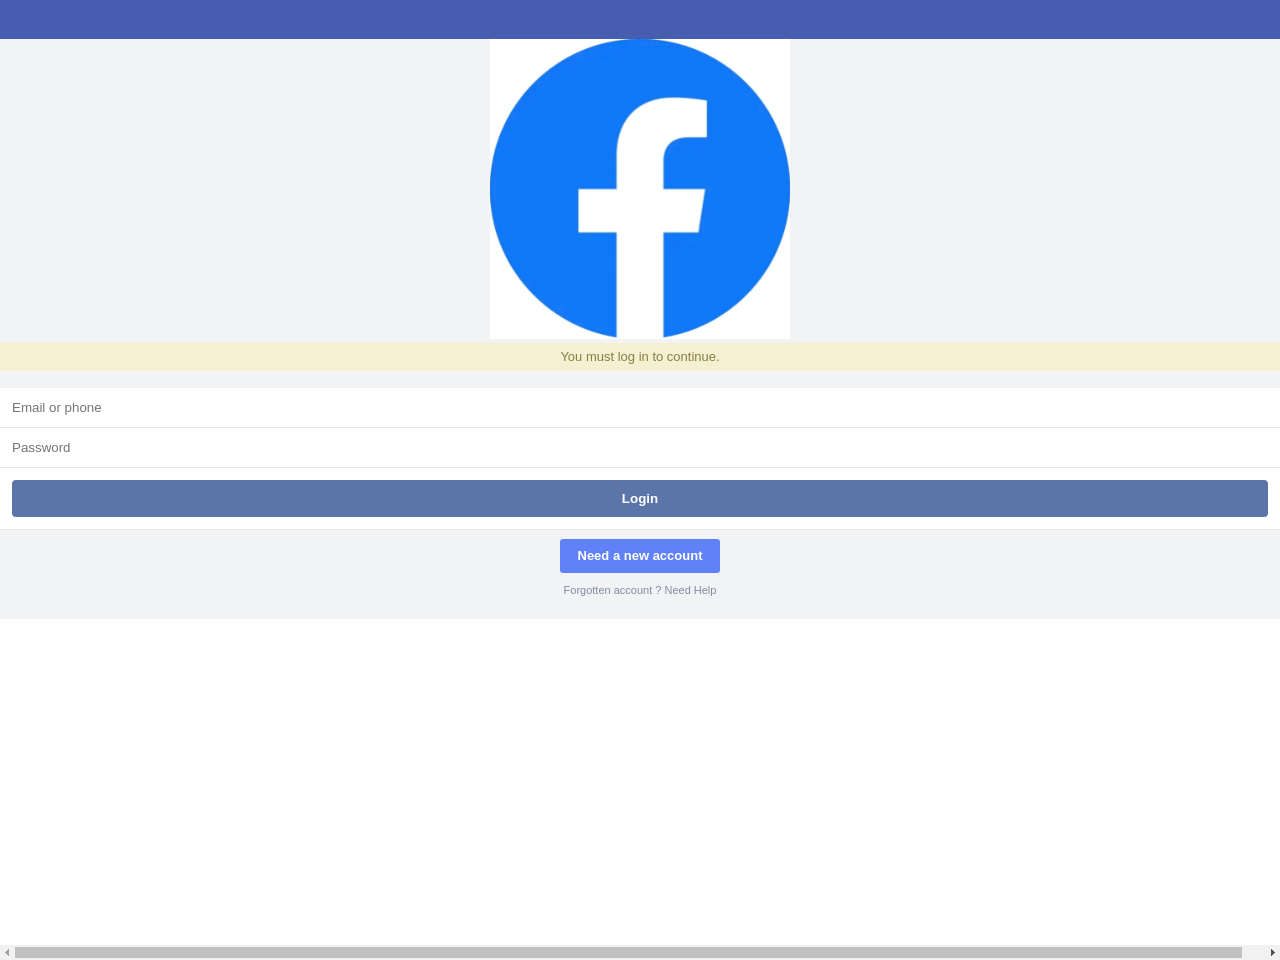 You must log in to continue.
Email or phone
Password
Login
Need a new account
Forgotten account ? Need Help